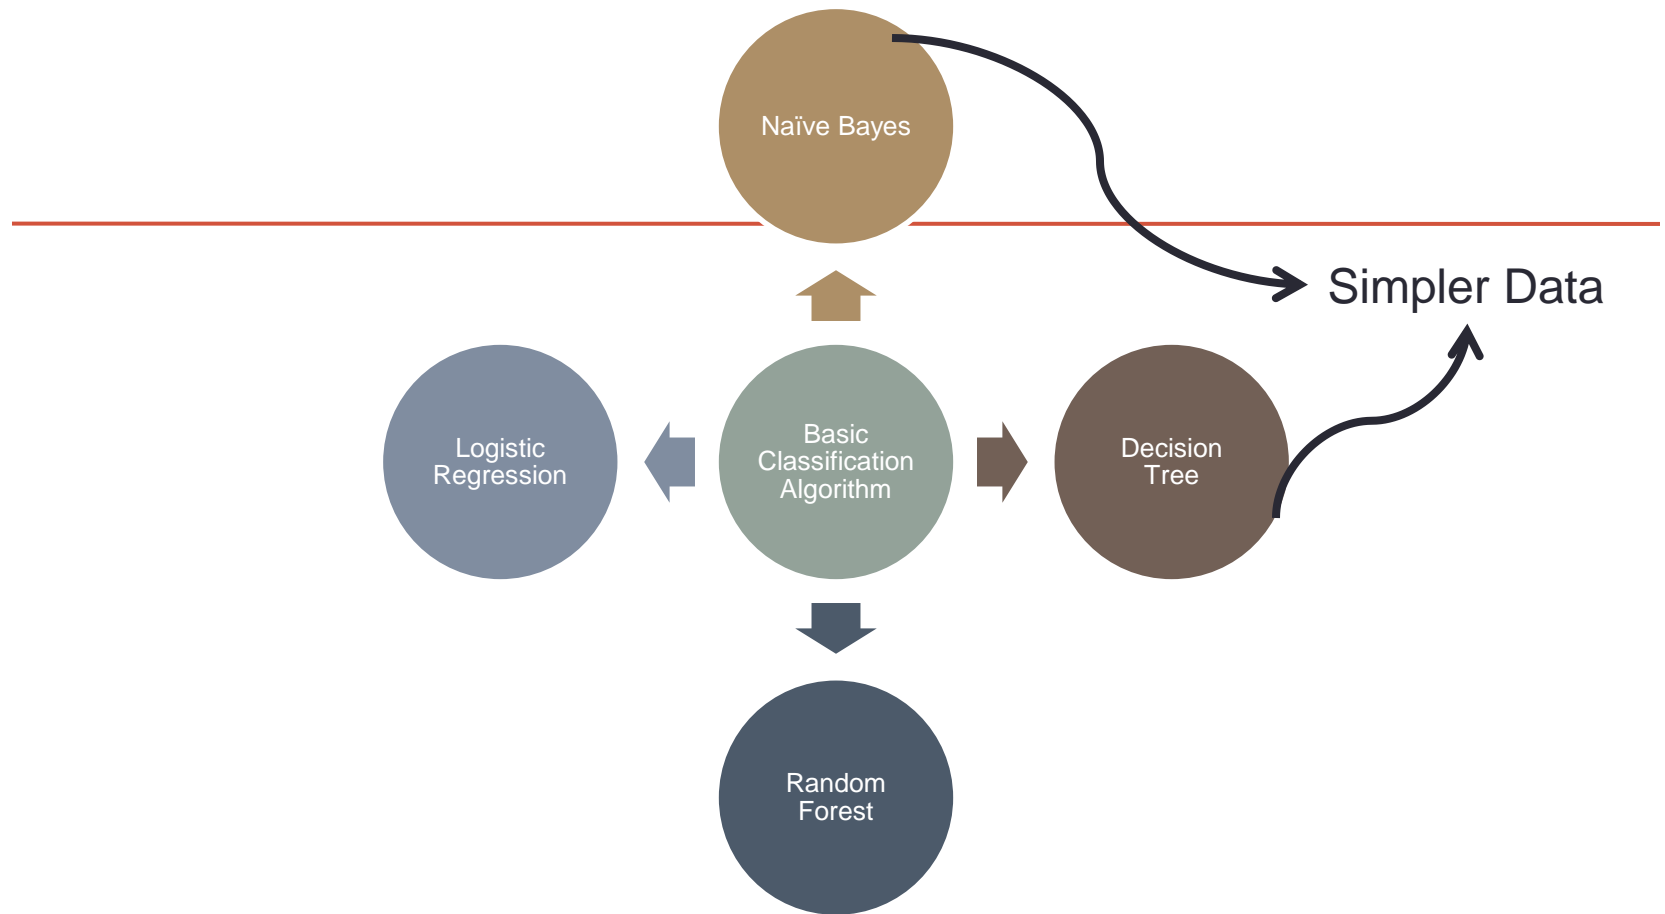 Naïve Bayes
Simpler Data
Logistic
Regression
Basic
Classification
Algorithm
Decision
Tree
Random
Forest